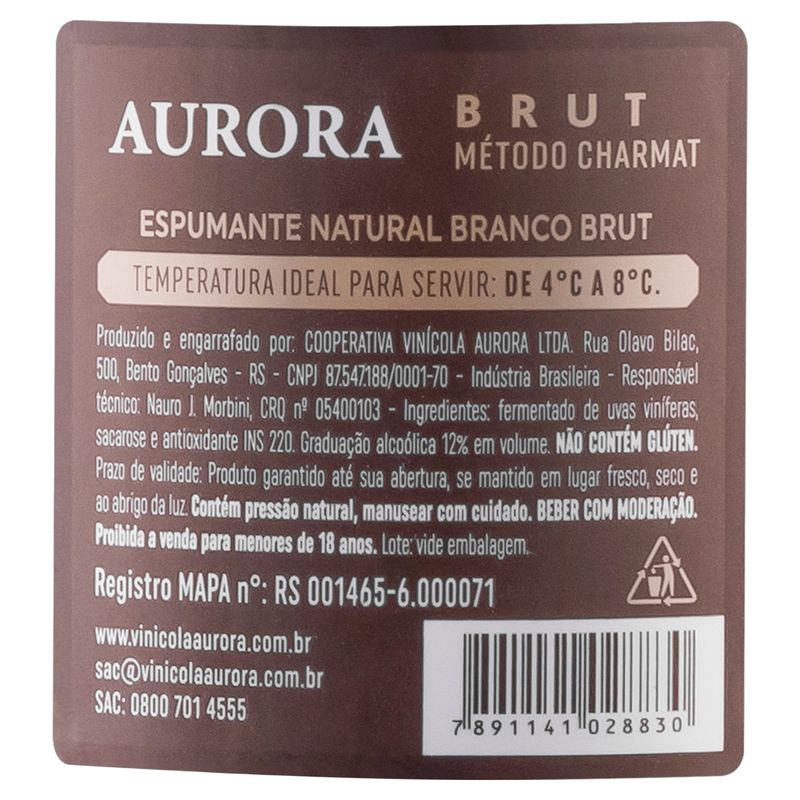 AURORA
BRUT
MÉTODO CHARMAT
ESPUMANTE NATURAL BRANCO BRUT
TEMPERATURA IDEAL PARA SERVIR: DE 4°C A 8°C.
Produzido e engarrafado por: COOPERATIVA VINÍCOLA AURORA LTDA. Rua Olavo Bilac,
500, Bento Gonçalves - RS - CNPJ 87.547.188/0001-70 - Indústria Brasileira - Responsável
técnico: Nauro J. Morbini, CRQ nº 05400103 - Ingredientes: fermentado de uvas viníferas,
sacarose e antioxidante INS 220. Graduação alcoólica 12% em volume. NÃO CONTÉM GLÚTEN.
Prazo de validade: Produto garantido até sua abertura, se mantido em lugar fresco, seco e
ao abrigo da luz. Contém pressão natural, manusear com cuidado. BEBER COM MODERAÇÃO.
Proibida a venda para menores de 18 anos. Lote: vide embalagem.
Registro MAPA n°: RS 001465-6.000071
www.vinicolaaurora.com.br
sac@vinicolaaurora.com.br
SAC: 0800 701 4555
7 891141 028830